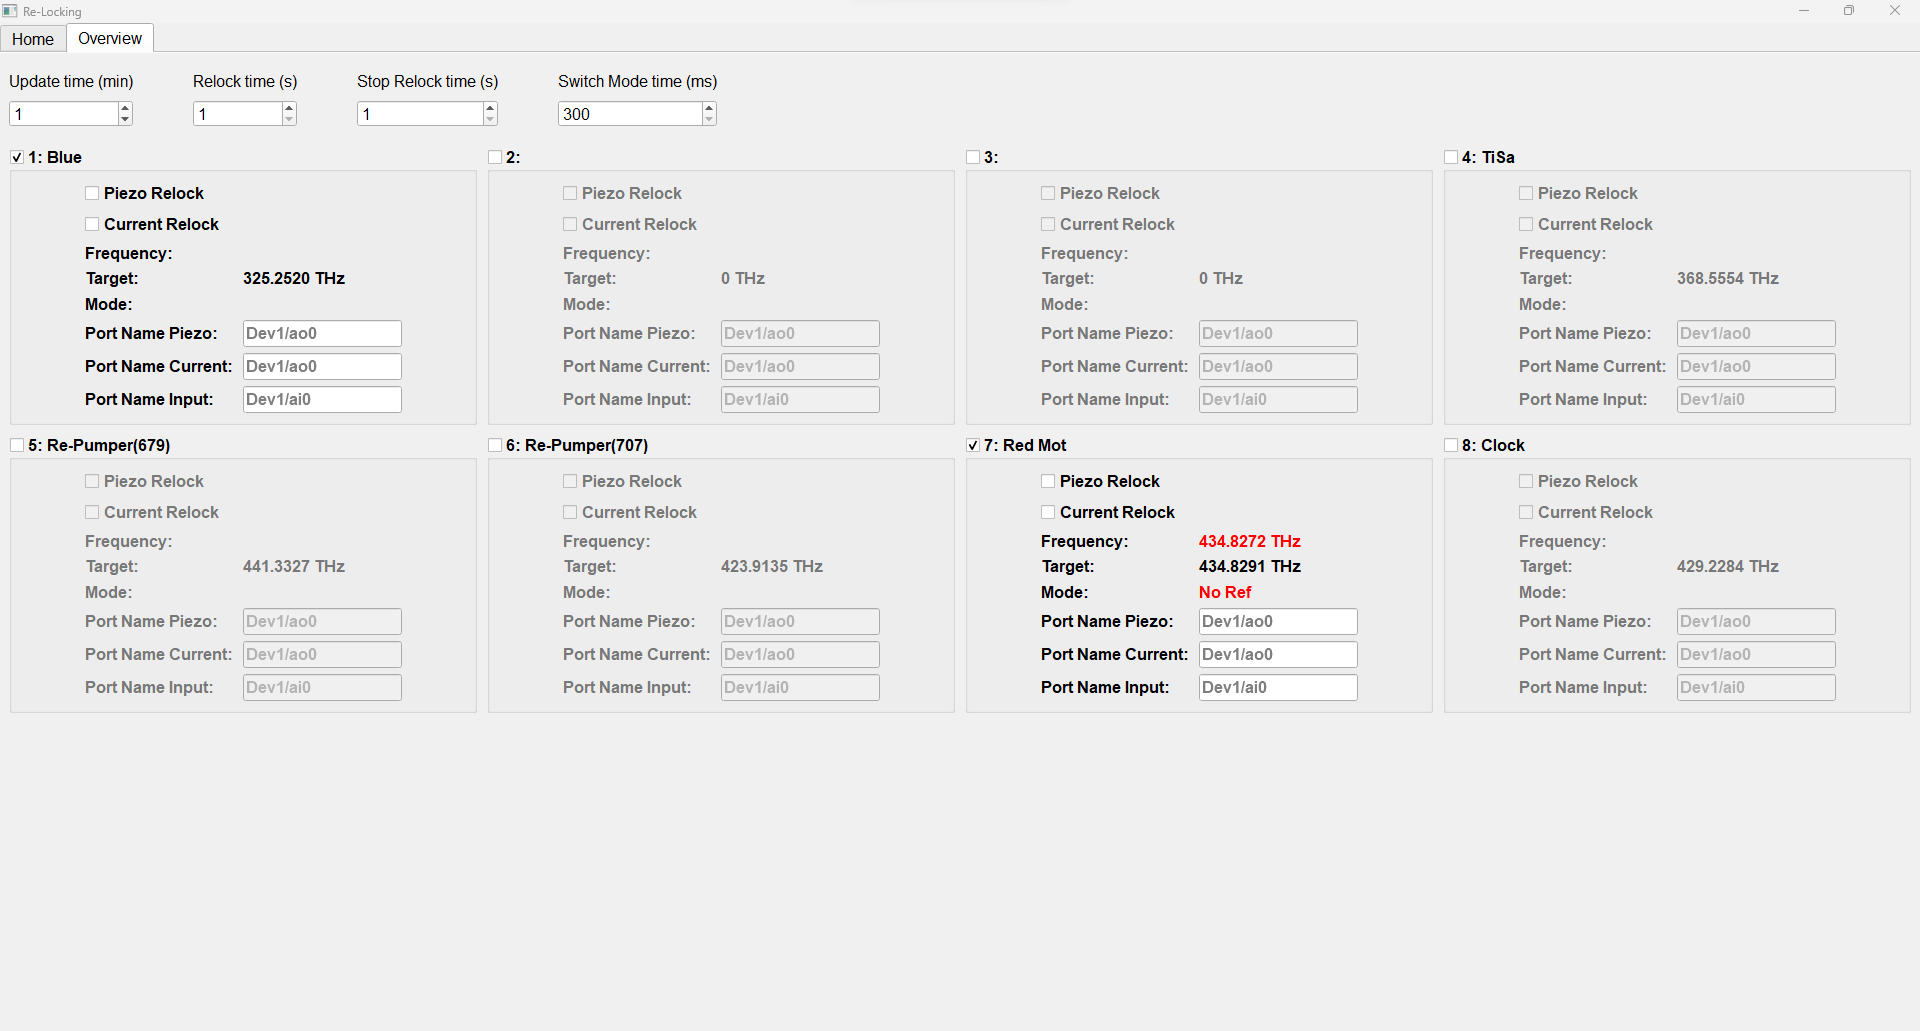 Re-Locking
Home Overview
Update time (min) Relock time (s) Stop Relock time (s) Switch Mode time (ms)
1 1 1 300
1: Blue
Piezo Relock
Current Relock
Frequency:
Target: 325.2520 THz
Mode:
Port Name Piezo: Dev1/ao0
Port Name Current: Dev1/ao0
Port Name Input: Dev1/ai0
2:
Piezo Relock
Current Relock
Frequency:
Target: 0 THz
Mode:
Port Name Piezo: Dev1/ao0
Port Name Current: Dev1/ao0
Port Name Input: Dev1/ai0
3:
Piezo Relock
Current Relock
Frequency:
Target: 0 THz
Mode:
Port Name Piezo: Dev1/ao0
Port Name Current: Dev1/ao0
Port Name Input: Dev1/ai0
4: TiSa
Piezo Relock
Current Relock
Frequency:
Target: 368.5554 THz
Mode:
Port Name Piezo: Dev1/ao0
Port Name Current: Dev1/ao0
Port Name Input: Dev1/ai0
5: Re-Pumper(679)
Piezo Relock
Current Relock
Frequency:
Target: 441.3327 THz
Mode:
Port Name Piezo: Dev1/ao0
Port Name Current: Dev1/ao0
Port Name Input: Dev1/ai0
6: Re-Pumper(707)
Piezo Relock
Current Relock
Frequency:
Target: 423.9135 THz
Mode:
Port Name Piezo: Dev1/ao0
Port Name Current: Dev1/ao0
Port Name Input: Dev1/ai0
7: Red Mot
Piezo Relock
Current Relock
Frequency: 434.8272 THz
Target: 434.8291 THz
Mode: No Ref
Port Name Piezo: Dev1/ao0
Port Name Current: Dev1/ao0
Port Name Input: Dev1/ai0
8: Clock
Piezo Relock
Current Relock
Frequency:
Target: 429.2284 THz
Mode:
Port Name Piezo: Dev1/ao0
Port Name Current: Dev1/ao0
Port Name Input: Dev1/ai0